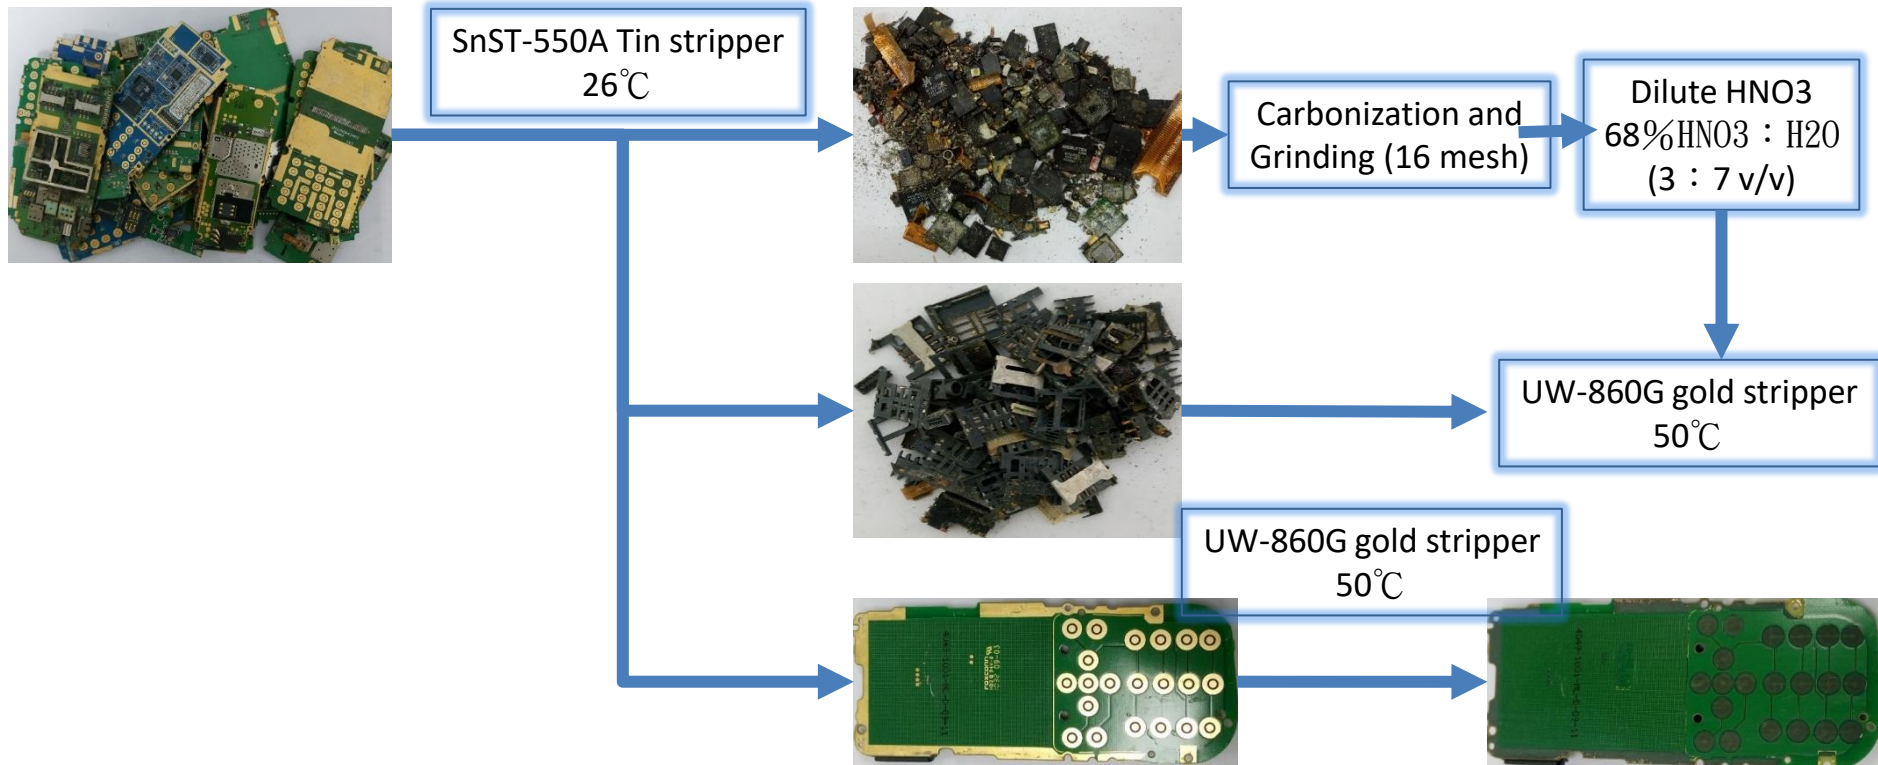 SnST-550A Tin stripper
26℃
Carbonization and
Grinding (16 mesh)
Dilute HNO3
68%HNO3：H2O
(3：7 v/v)
UW-860G gold stripper
50℃
UW-860G gold stripper
50℃